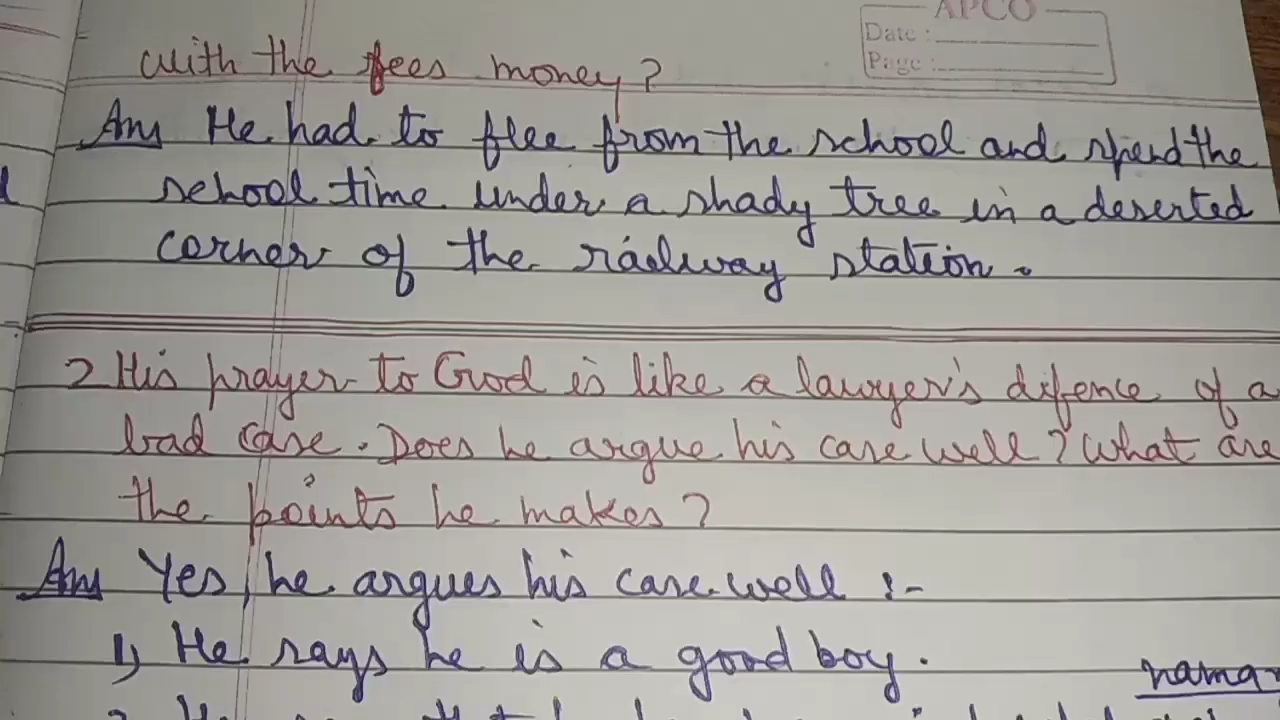 APCO
Date :
Page :
with the fees money?
Ans He had to flee from the school and spend the
school time under a shady tree in a deserted
corner of the railway station.
2 His prayer to God is like a lawyer's difence of a
bad case. Does he argue his case well? What are
the points he makes?
Ans Yes, he argues his case well :-
1) He says he is a good boy.